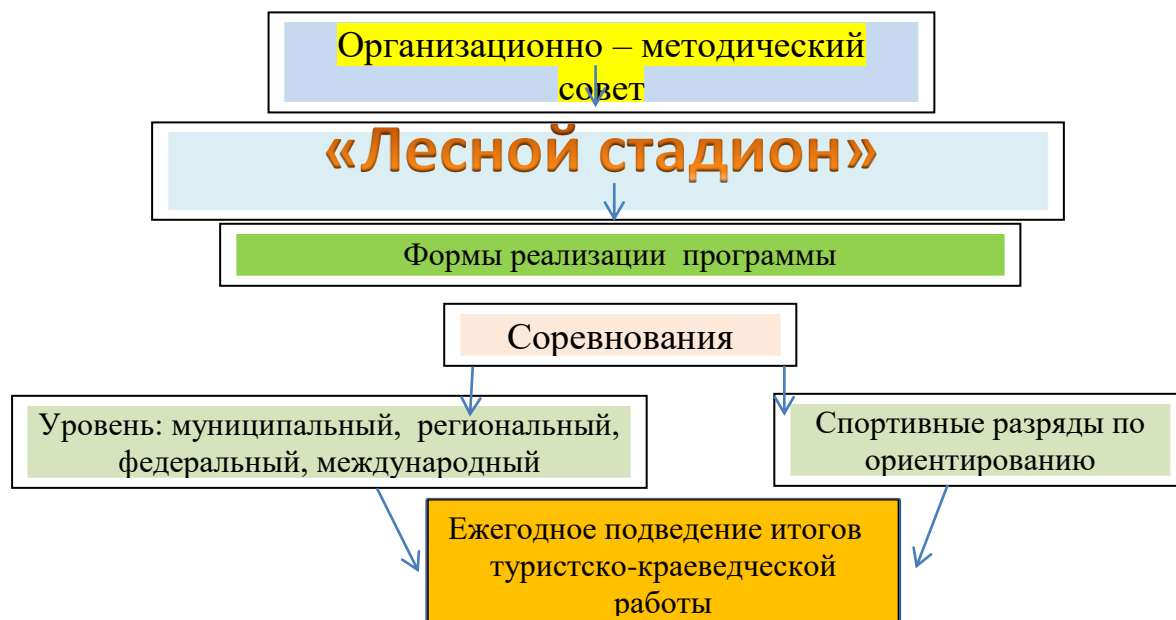 Организационно – методический
совет
«Лесной стадион»
Формы реализации программы
Соревнования
Уровень: муниципальный, региональный,
федеральный, международный
Спортивные разряды по
ориентированию
Ежегодное подведение итогов
туристско-краеведческой
работы